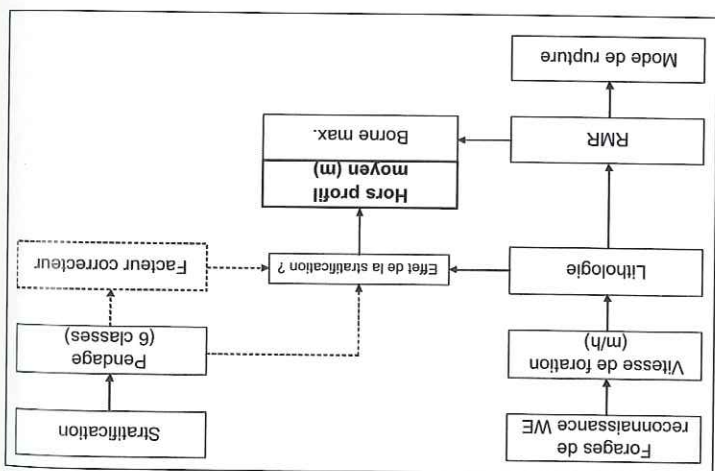 Forages de
reconnaissance WE
Stratification
Vitesse de foration
(m/h)
Pendage
(6 classes)
Lithologie
Effet de la stratification ?
Facteur correcteur
Hors profil
moyen (m)
RMR
Borne max.
Mode de rupture